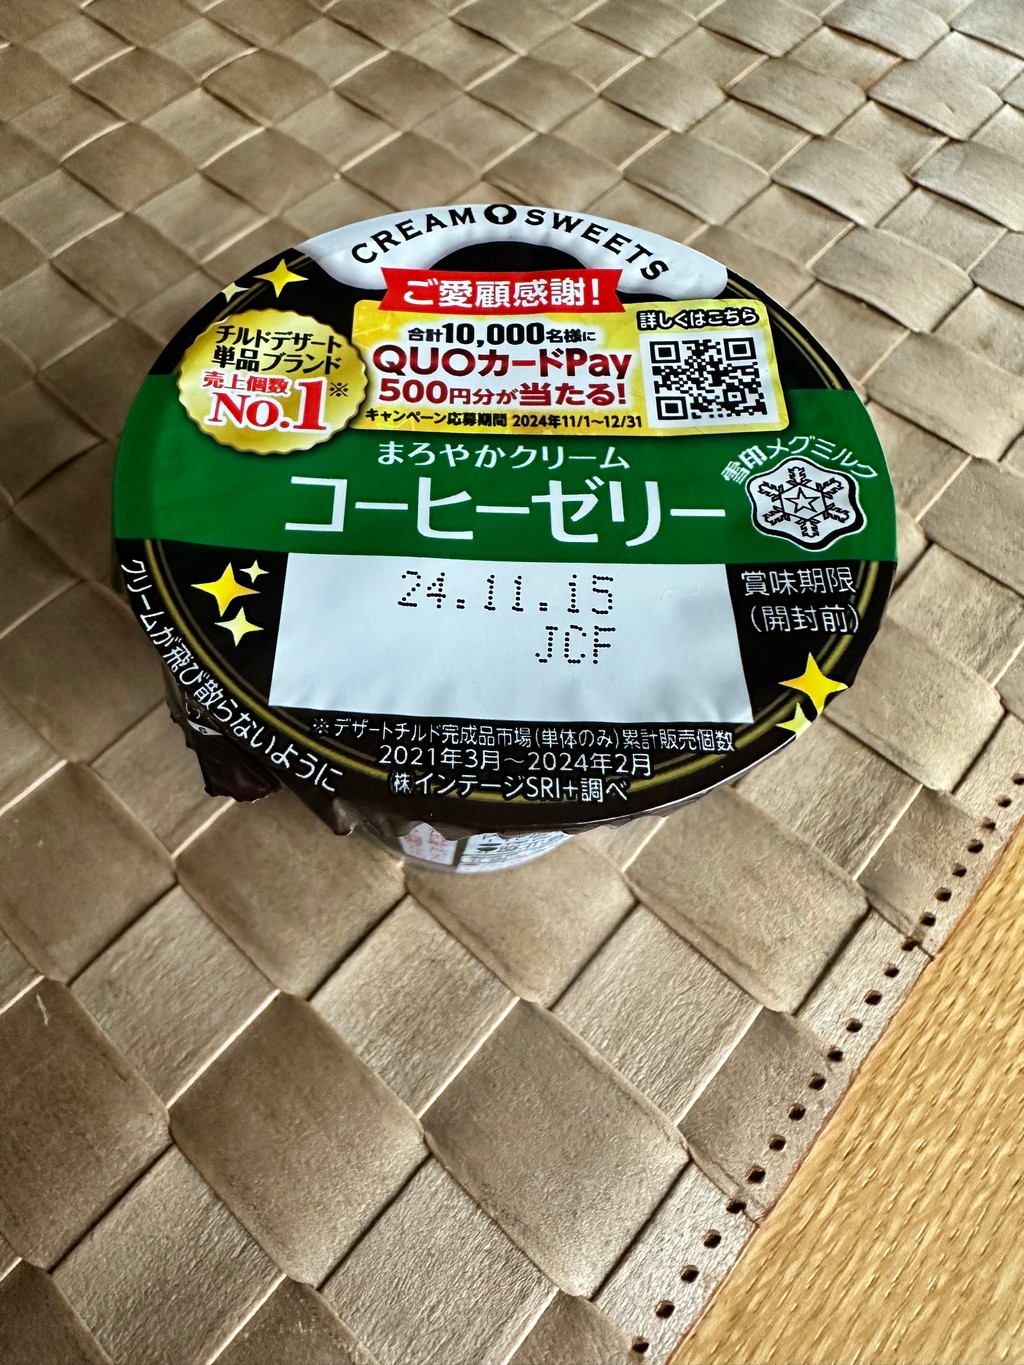 CREAM SWEETS
ご愛顧感謝!
チルドデザート
単品ブランド
売上個数
No.1※
合計10,000名様に
QUOカードPay
500円分が当たる!
キャンペーン応募期間 2024年11/1~12/31
詳しくはこちら
まろやかクリーム
コーヒーゼリー
雪印メグミルク
24.11.15
JCF
賞味期限
(開封前)
クリームが飛び散らないように
※デザートチルド完成品市場(単体のみ)累計販売個数
2021年3月~2024年2月
㈱インテージSRI+調べ